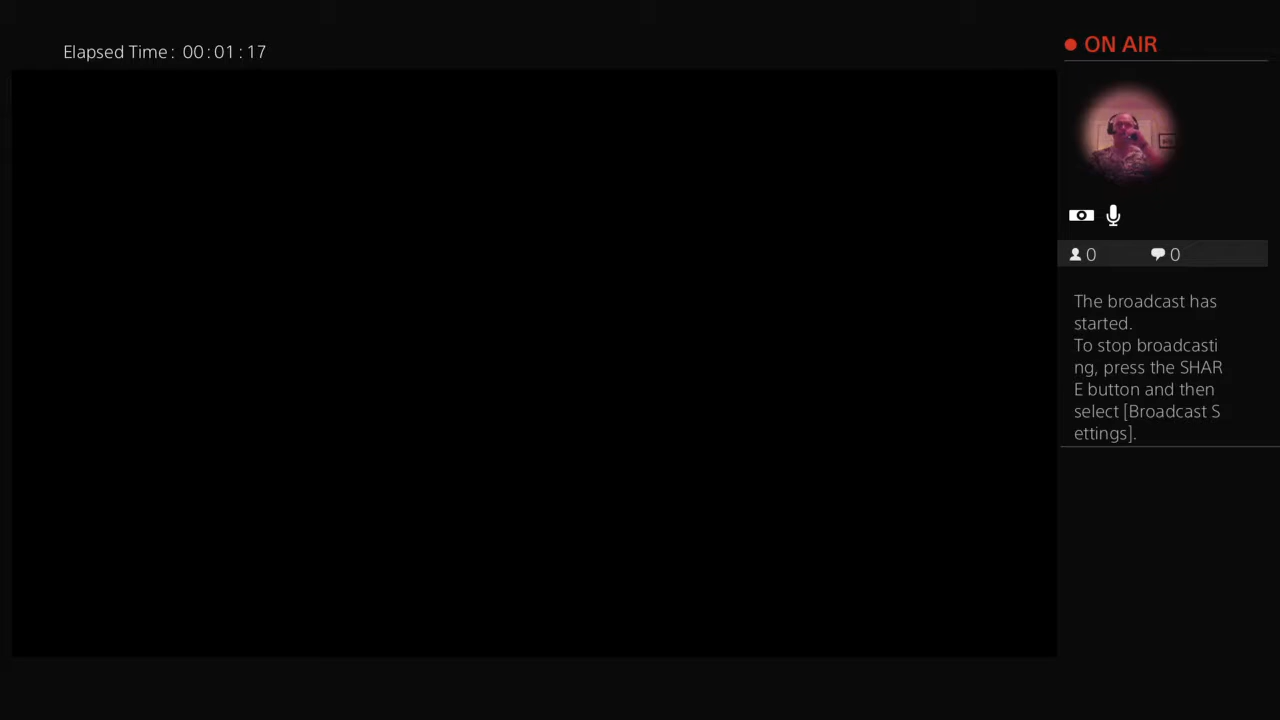 Elapsed Time: 00:01:17
ON AIR
0 0
The broadcast has
started.
To stop broadcasti
ng, press the SHAR
E button and then
select [Broadcast S
ettings].